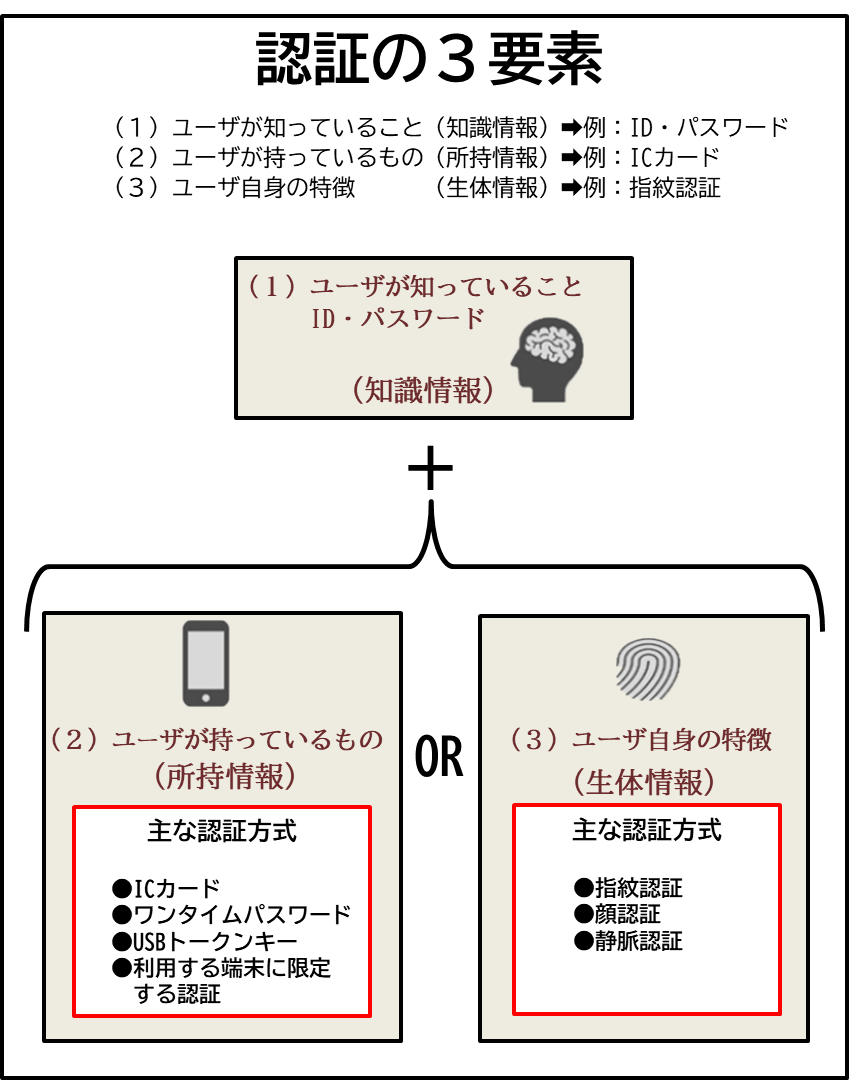 認証の３要素
（１）ユーザが知っていること（知識情報）➡例：ID・パスワード
（２）ユーザが持っているもの（所持情報）➡例：ICカード
（３）ユーザ自身の特徴　　　（生体情報）➡例：指紋認証
（１）ユーザが知っていること
ID・パスワード
（知識情報）
＋
（２）ユーザが持っているもの
（所持情報）
主な認証方式
●ICカード
●ワンタイムパスワード
●USBトークンキー
●利用する端末に限定
する認証
OR
（３）ユーザ自身の特徴
（生体情報）
主な認証方式
●指紋認証
●顔認証
●静脈認証